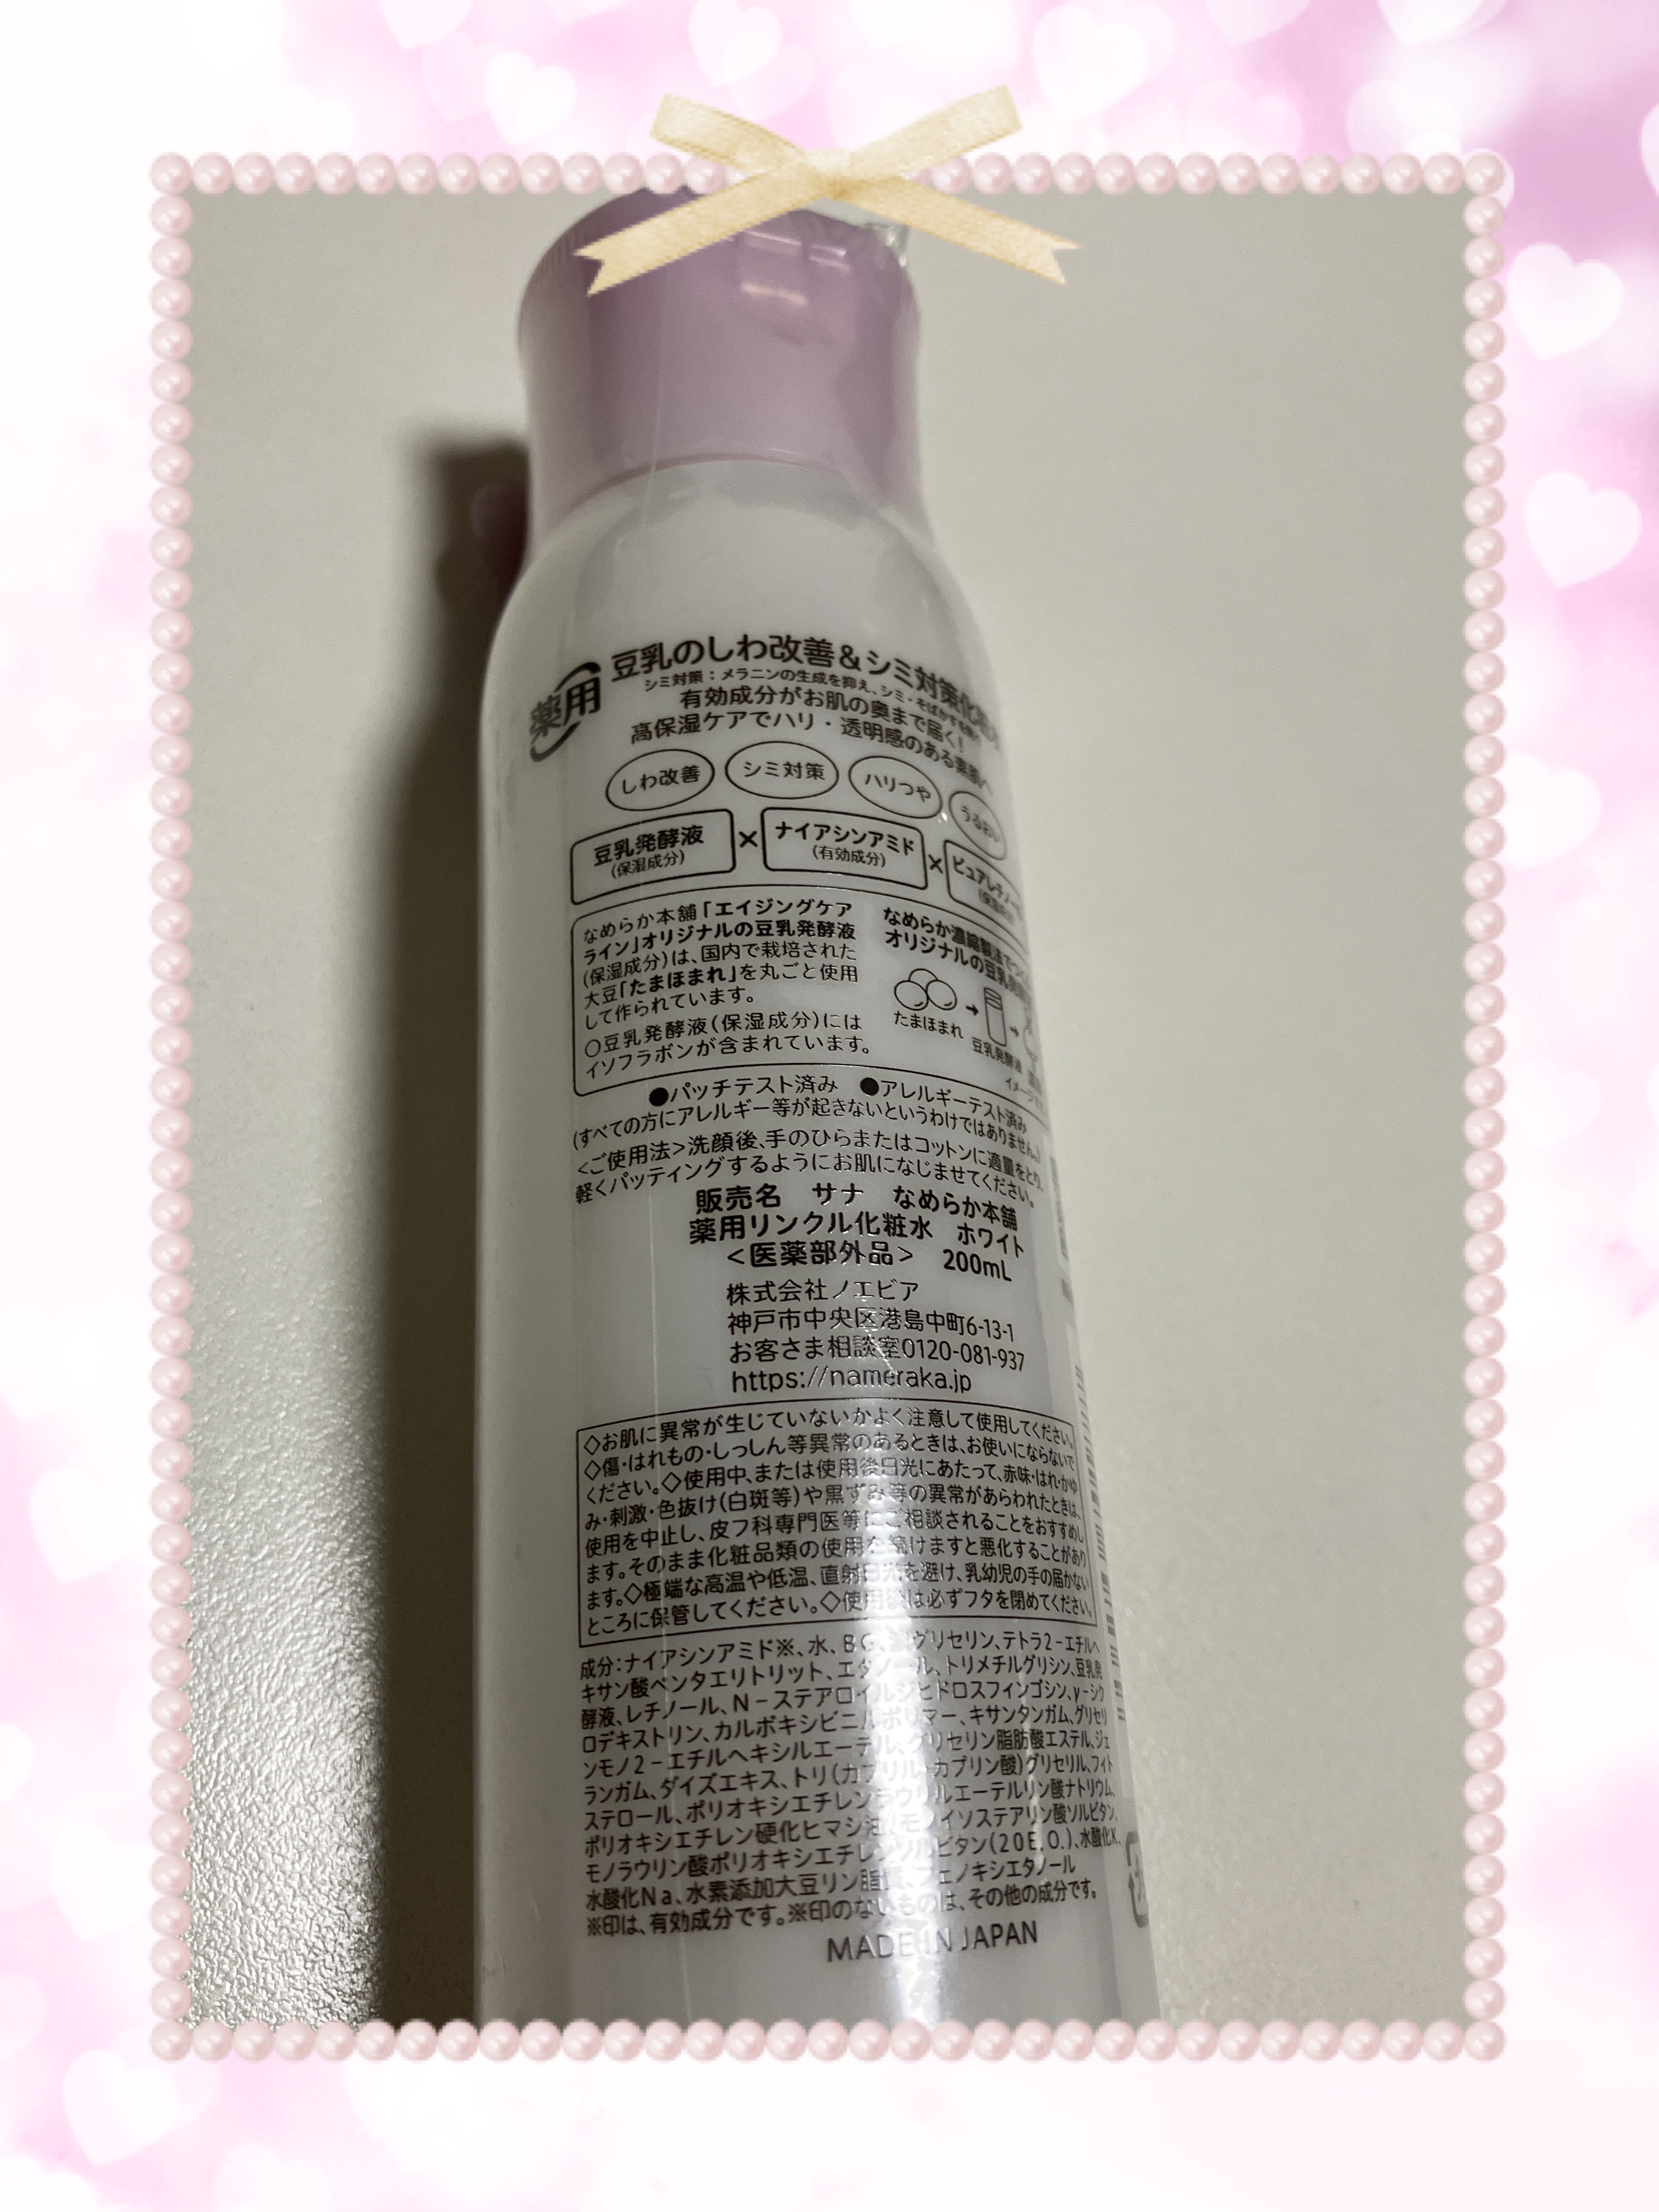 薬用
豆乳のしわ改善&シミ対策
シミ対策:メラニンの生成を抑え、シミ・そばかす
有効成分がお肌の奥まで届く!
高保湿ケアでハリ・透明感のある素肌へ
しわ改善 シミ対策 ハリつや うるおい
豆乳発酵液 × ナイアシンアミド × ピュアレチノール
(保湿成分) (有効成分)
なめらか本舗「エイジングケア
ライン」オリジナルの豆乳発酵液
(保湿成分)は、国内で栽培された
大豆「たまほまれ」を丸ごと使用
して作られています。
○豆乳発酵液(保湿成分)には
イソフラボンが含まれています。
なめらか濃縮製法でつくる
オリジナルの豆乳発酵
たまほまれ
豆乳発酵液
イメージ
●パッチテスト済み ●アレルギーテスト済み
(すべての方にアレルギー等が起きないというわけではありません。)
<ご使用法>洗顔後、手のひらまたはコットンに適量をとり、
軽くパッティングするようにお肌になじませてください。
販売名 サナ なめらか本舗
薬用リンクル化粧水 ホワイト
<医薬部外品> 200mL
株式会社ノエビア
神戸市中央区港島中町6-13-1
お客さま相談室0120-081-937
https://nameraka.jp
◇お肌に異常が生じていないかよく注意して使用してください。
◇傷・はれもの・しっしん等異常のあるときは、お使いにならないで
ください。◇使用中、または使用後日光にあたって、赤味・はれ・かゆ
み・刺激・色抜け(白斑等)や黒ずみ等の異常があらわれたときは、
使用を中止し、皮フ科専門医等にご相談されることをおすすめし
ます。そのまま化粧品類の使用を続けますと悪化することがあり
ます。◇極端な高温や低温、直射日光を避け、乳幼児の手の届かない
ところに保管してください。◇使用後は必ずフタを閉めてください。
成分:ナイアシンアミド※、水、BG、濃グリセリン、テトラ2-エチルヘ
キサン酸ペンタエリトリット、エタノール、トリメチルグリシン、豆乳発
酵液、レチノール、N-ステアロイルジヒドロスフィンゴシン、γ-シク
ロデキストリン、カルボキシビニルポリマー、キサンタンガム、グリセリ
ンモノ2-エチルヘキシルエーテル、グリセリン脂肪酸エステル、ジェ
ランガム、ダイズエキス、トリ(カプリル・カプリン酸)グリセリル、フィト
ステロール、ポリオキシエチレンラウリルエーテルリン酸ナトリウム、
ポリオキシエチレン硬化ヒマシ油、モノイソステアリン酸ソルビタン、
モノラウリン酸ポリオキシエチレンソルビタン(20E.O.)、水酸化K、
水酸化Na、水素添加大豆リン脂質、フェノキシエタノール
※印は、有効成分です。※印のないものは、その他の成分です。
MADE IN JAPAN